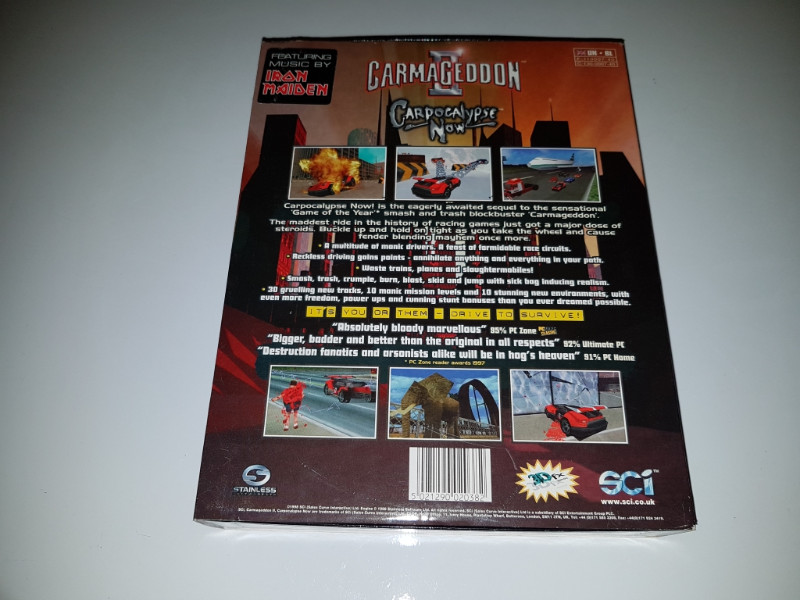 FEATURING
MUSIC BY
IRON
MAIDEN
CARMAGEDDON
II
CARPOCALYPSE
NOW
UK - NL
Carpocalypse Now! is the eagerly awaited sequel to the sensational
'Game of the Year'* smash and trash blockbuster 'Carmageddon'.
The maddest ride in the history of racing games just got a major dose of
steroids. Buckle up and hold on tight as you take the wheel and cause
fender blending mayhem once more.
• A multitude of manic drivers. A feast of formidable race circuits.
• Reckless driving gains points - annihilate anything and everything in your path.
• Waste trains, planes and slaughtermobiles!
• Smash, trash, crumple, burn, blast, skid and jump with sick bag inducing realism.
• 30 gruelling new tracks, 10 manic mission levels and 10 stunning new environments, with
even more freedom, power ups and cunning stunt bonuses than you ever dreamed possible.
IT'S YOU OR THEM - DRIVE TO SURVIVE!
"Absolutely bloody marvellous" 95% PC Zone
"Bigger, badder and better than the original in all respects" 92% Ultimate PC
"Destruction fanatics and arsonists alike will be in hog's heaven" 91% PC Home
* PC Zone reader awards 1997
S
STAINLESS
5 021290 020382
3Dfx
SCi™
www.sci.co.uk